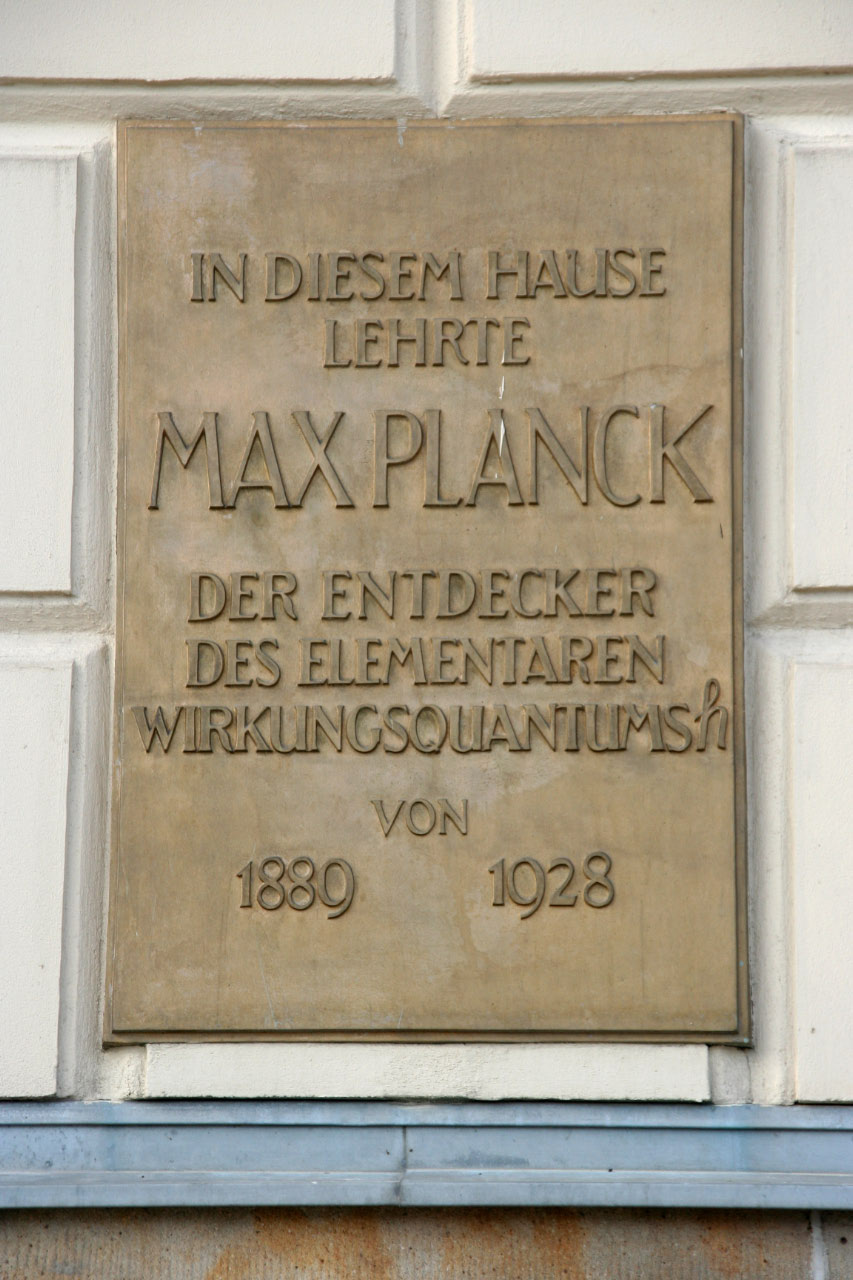 IN DIESEM HAUSE
LEHRTE
MAX PLANCK
DER ENTDECKER
DES ELEMENTAREN
WIRKUNGSQUANTUMS h
VON
1889 1928